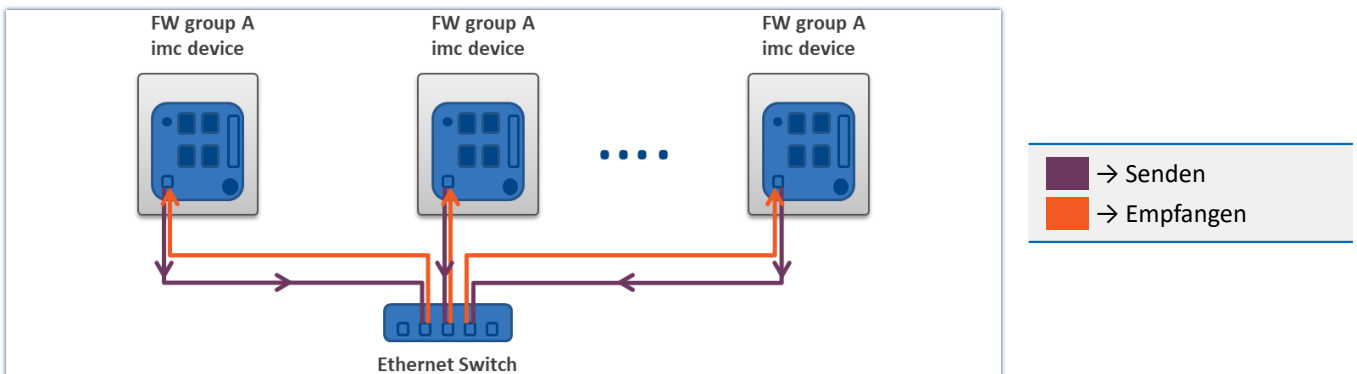 FW group A
imc device
FW group A
imc device
FW group A
imc device
→ Senden
→ Empfangen
Ethernet Switch